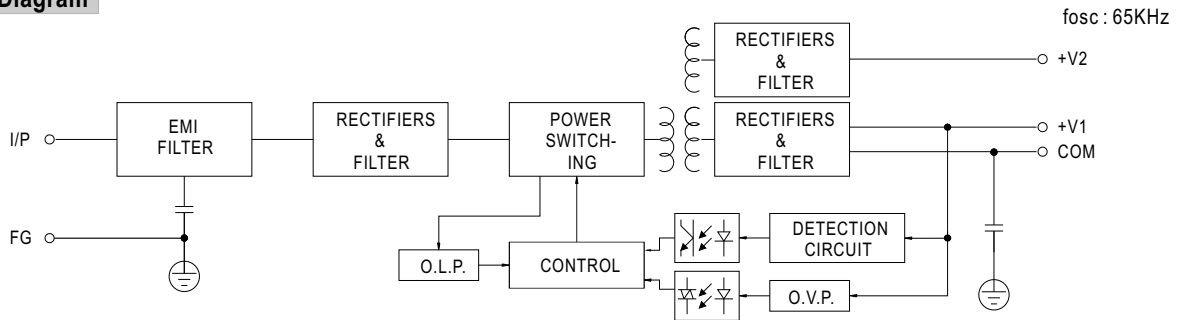 Diagram
fosc : 65KHz
RECTIFIERS
&
FILTER
+V2
I/P
EMI
FILTER
RECTIFIERS
&
FILTER
POWER
SWITCH-
ING
RECTIFIERS
&
FILTER
+V1
COM
FG
O.L.P.
CONTROL
DETECTION
CIRCUIT
O.V.P.